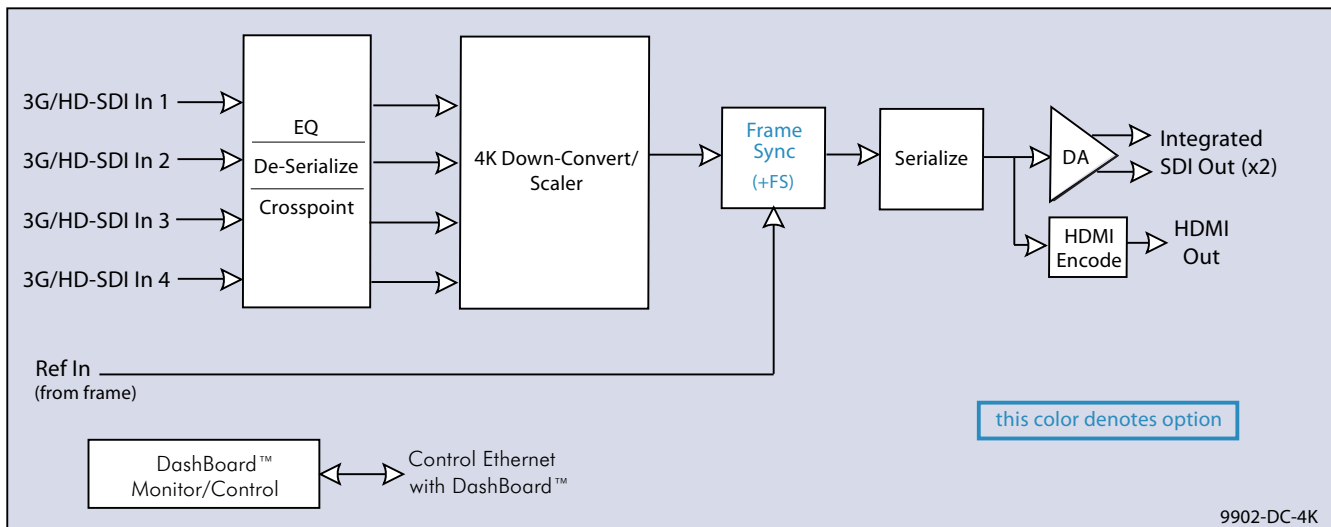 3G/HD-SDI In 1
3G/HD-SDI In 2
3G/HD-SDI In 3
3G/HD-SDI In 4
EQ
De-Serialize
Crosspoint
4K Down-Convert/
Scaler
Frame
Sync
(+FS)
Serialize
DA
Integrated
SDI Out (x2)
HDMI
Encode
HDMI
Out
Ref In
(from frame)
this color denotes option
DashBoard™
Monitor/Control
Control Ethernet
with DashBoard™
9902-DC-4K